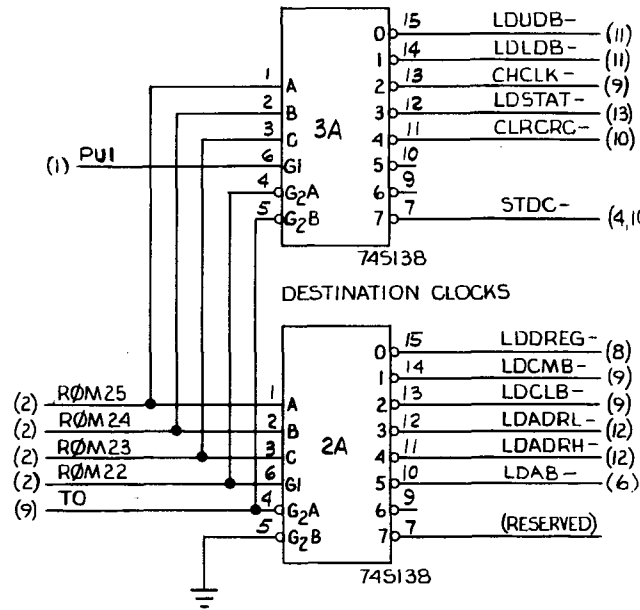 15 LDUDB- (11)
0
14 LDLDB- (11)
1
1 A 2 13 CHCLK- (9)
2 B 3 12 LDSTAT- (13)
3 C 3A 4 11 CLRCRC- (10)
(1) PU1 6 G1 5 10
4 G2A 6 9
5 G2B 7 7 STDC- (4,1
74S138
DESTINATION CLOCKS
15 LDDREG- (8)
0
14 LDCMB- (9)
1
(2) RØM25 1 A 2 13 LDCLB- (9)
(2) RØM24 2 B 3 12 LDADRL- (12)
(2) RØM23 3 C 2A 4 11 LDADRH- (12)
(2) RØM22 6 G1 5 10 LDAB- (6)
(9) TO 4 G2A 6 9
5 G2B 7 7 (RESERVED)
74S138